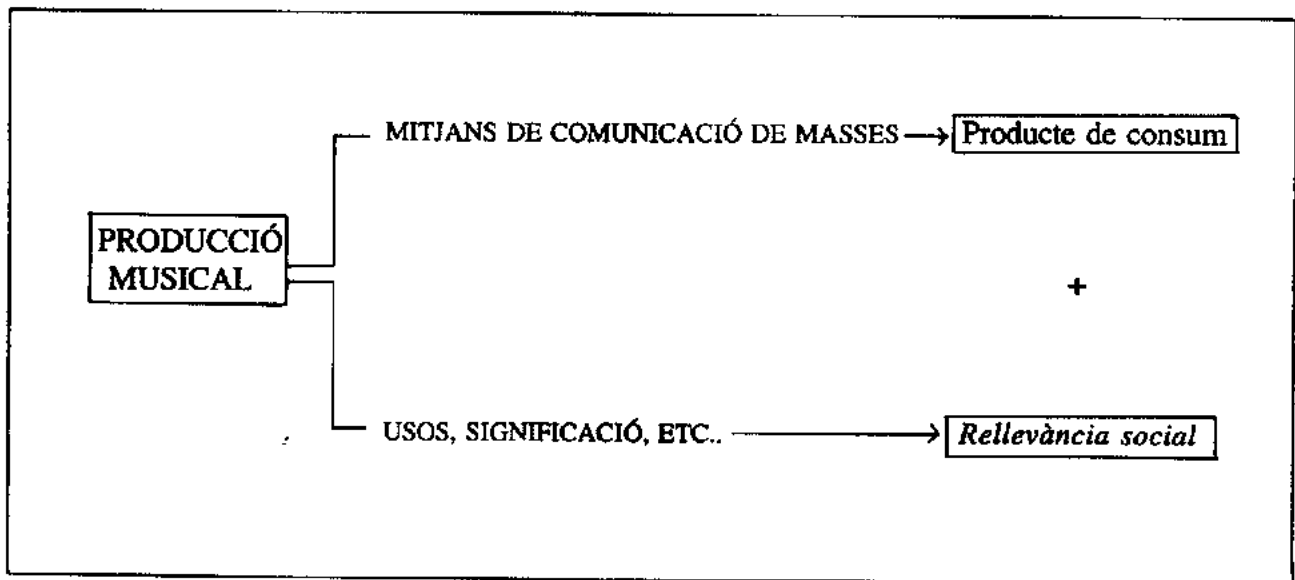 MITJANS DE COMUNICACIÓ DE MASSES
Producte de consum
PRODUCCIÓ
MUSICAL
+
USOS, SIGNIFICACIÓ, ETC..
Rellevància social